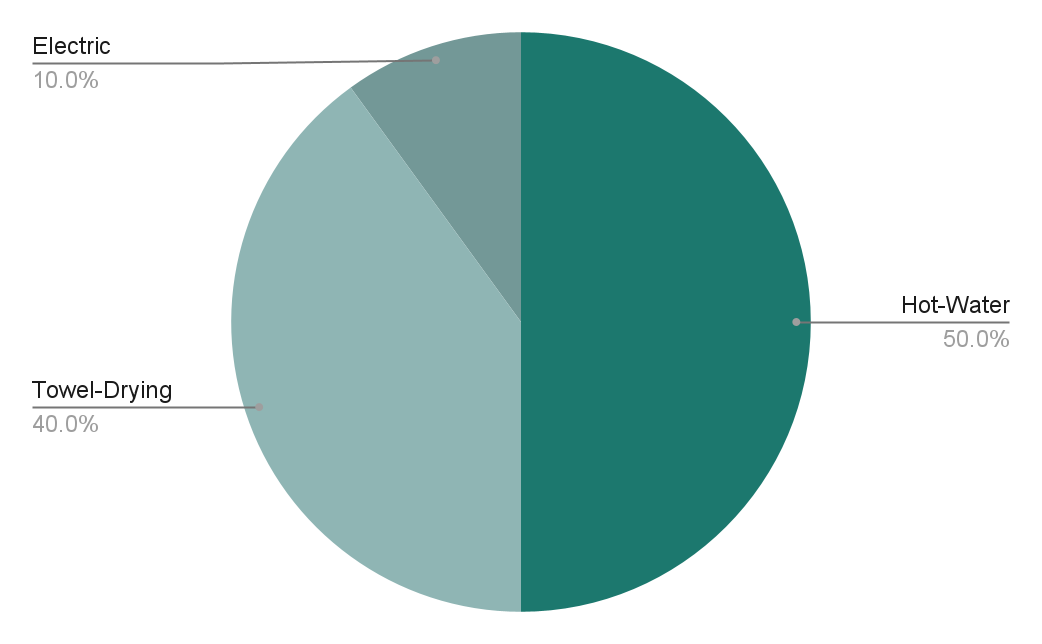 Electric
10.0%
Hot-Water
50.0%
Towel-Drying
40.0%